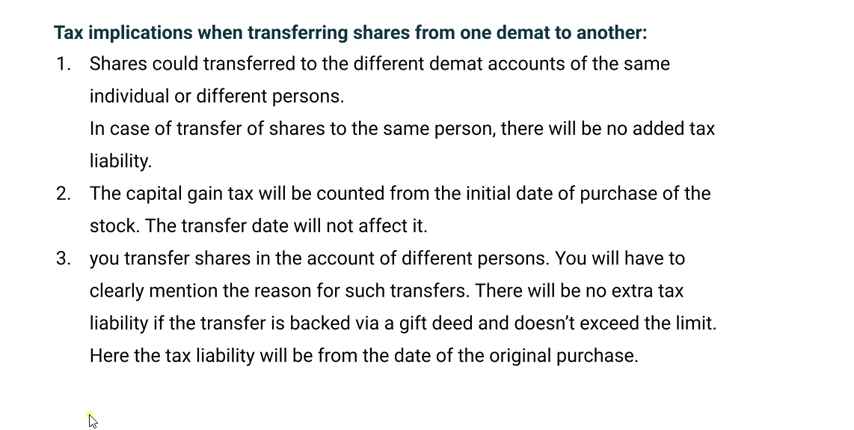 Tax implications when transferring shares from one demat to another:
1. Shares could transferred to the different demat accounts of the same
individual or different persons.
In case of transfer of shares to the same person, there will be no added tax
liability.
2. The capital gain tax will be counted from the initial date of purchase of the
stock. The transfer date will not affect it.
3. you transfer shares in the account of different persons. You will have to
clearly mention the reason for such transfers. There will be no extra tax
liability if the transfer is backed via a gift deed and doesn’t exceed the limit.
Here the tax liability will be from the date of the original purchase.